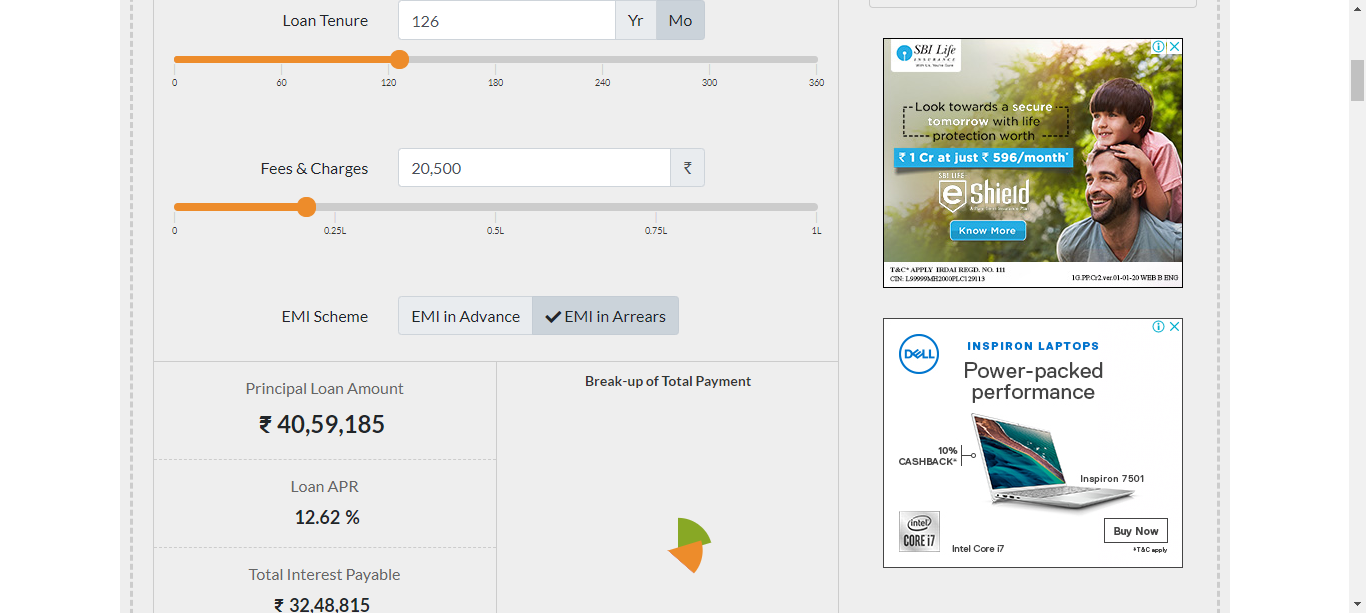 Loan Tenure
126
Yr
Mo
0 60 120 180 240 300 360
Fees & Charges
20,500
₹
0 0.25L 0.5L 0.75L 1L
EMI Scheme
EMI in Advance
EMI in Arrears
Principal Loan Amount
₹ 40,59,185
Loan APR
12.62 %
Total Interest Payable
₹ 32,48,815
Break-up of Total Payment
SBI Life
INSURANCE
Look towards a secure
tomorrow with life
protection worth
₹ 1 Cr at just ₹ 596/month*
SBI LIFE
eShield
Know More
T&C* APPLY IRDAI REGD. NO. 111
CIN: L99999MH2000PLC129113
1G.PP.Cr2.ver.01-01-20 WEB B ENG
DELL
INSPIRON LAPTOPS
Power-packed
performance
10%
CASHBACK*
Inspiron 7501
intel
CORE i7
Intel Core i7
Buy Now
*T&C apply